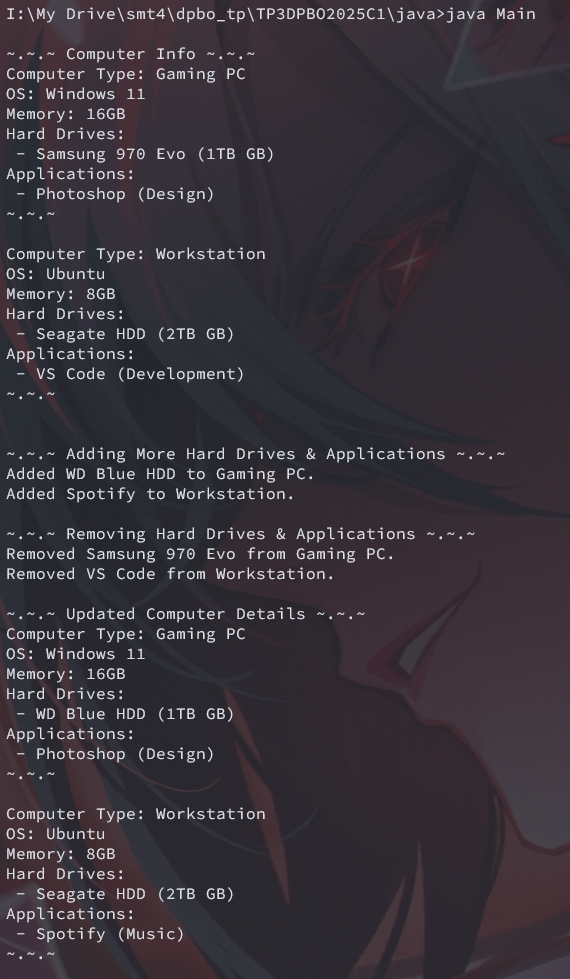 I:\My Drive\smt4\dpbo_tp\TP3DPBO2025C1\java>java Main
~.~.~ Computer Info ~.~.~
Computer Type: Gaming PC
OS: Windows 11
Memory: 16GB
Hard Drives:
- Samsung 970 Evo (1TB GB)
Applications:
- Photoshop (Design)
~.~.~
Computer Type: Workstation
OS: Ubuntu
Memory: 8GB
Hard Drives:
- Seagate HDD (2TB GB)
Applications:
- VS Code (Development)
~.~.~
~.~.~ Adding More Hard Drives & Applications ~.~.~
Added WD Blue HDD to Gaming PC.
Added Spotify to Workstation.
~.~.~ Removing Hard Drives & Applications ~.~.~
Removed Samsung 970 Evo from Gaming PC.
Removed VS Code from Workstation.
~.~.~ Updated Computer Details ~.~.~
Computer Type: Gaming PC
OS: Windows 11
Memory: 16GB
Hard Drives:
- WD Blue HDD (1TB GB)
Applications:
- Photoshop (Design)
~.~.~
Computer Type: Workstation
OS: Ubuntu
Memory: 8GB
Hard Drives:
- Seagate HDD (2TB GB)
Applications:
- Spotify (Music)
~.~.~